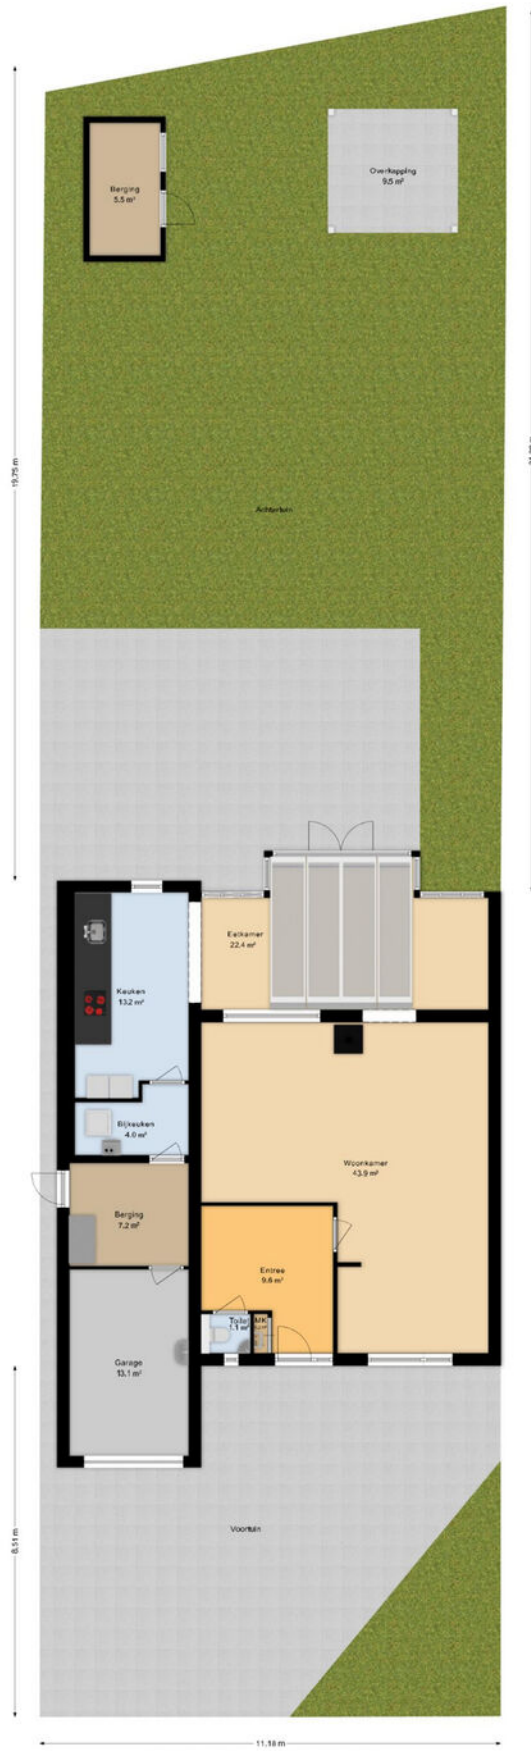 Berging
5.5 m²
Overkapping
9.5 m²
19.75 m
Achtertuin
Eetkamer
22.4 m²
Keuken
13.2 m²
Bijkeuken
4.0 m²
Woonkamer
43.9 m²
Berging
7.2 m²
Entree
9.6 m²
Toilet
1.1 m²
MK
Garage
13.1 m²
Voortuin
8.51 m
11.18 m